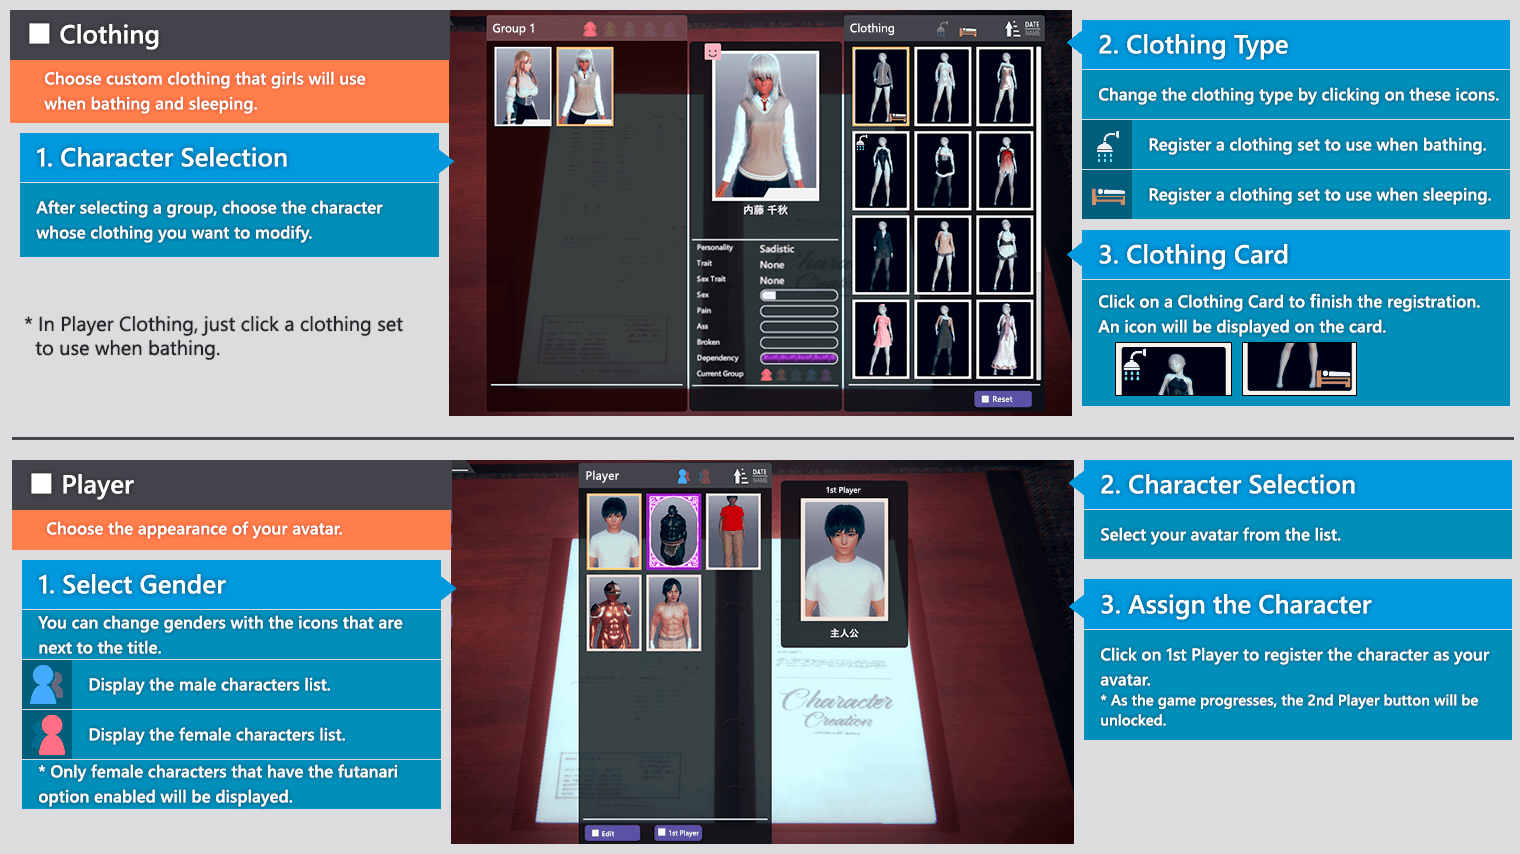 Clothing
Choose custom clothing that girls will use
when bathing and sleeping.
1. Character Selection
After selecting a group, choose the character
whose clothing you want to modify.
* In Player Clothing, just click a clothing set
to use when bathing.
Group 1
内藤 千秋
Personality Sadistic
Trait None
Sex Trait None
Sex
Pain
Ass
Broken
Dependency
Current Group
Clothing
DATE
NAME
Reset
2. Clothing Type
Change the clothing type by clicking on these icons.
Register a clothing set to use when bathing.
Register a clothing set to use when sleeping.
3. Clothing Card
Click on a Clothing Card to finish the registration.
An icon will be displayed on the card.
Player
Choose the appearance of your avatar.
1. Select Gender
You can change genders with the icons that are
next to the title.
Display the male characters list.
Display the female characters list.
* Only female characters that have the futanari
option enabled will be displayed.
Player
DATE
NAME
Edit
1st Player
1st Player
主人公
Character
Creation
2. Character Selection
Select your avatar from the list.
3. Assign the Character
Click on 1st Player to register the character as your
avatar.
* As the game progresses, the 2nd Player button will be
unlocked.